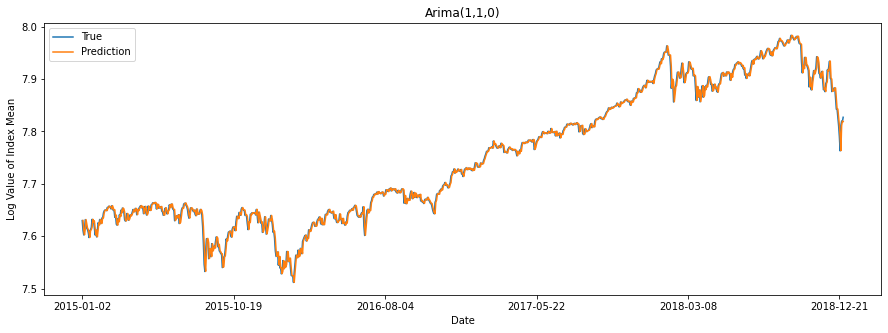 Arima(1,1,0)
True
Prediction
Log Value of Index Mean
8.0
7.9
7.8
7.7
7.6
7.5
2015-01-02 2015-10-19 2016-08-04 2017-05-22 2018-03-08 2018-12-21
Date